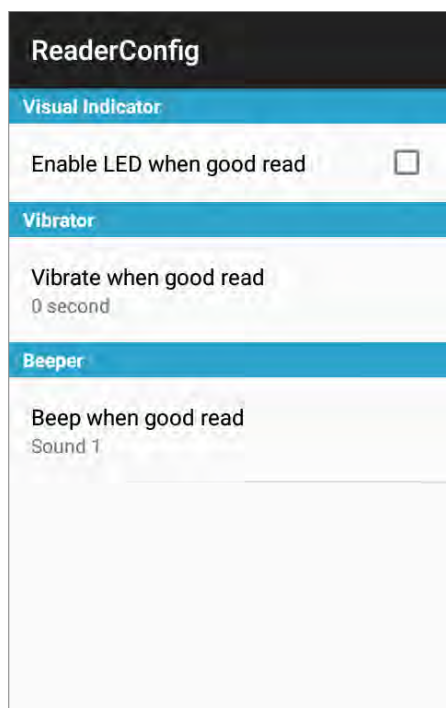 ReaderConfig
Visual Indicator
Enable LED when good read
Vibrator
Vibrate when good read
0 second
Beeper
Beep when good read
Sound 1